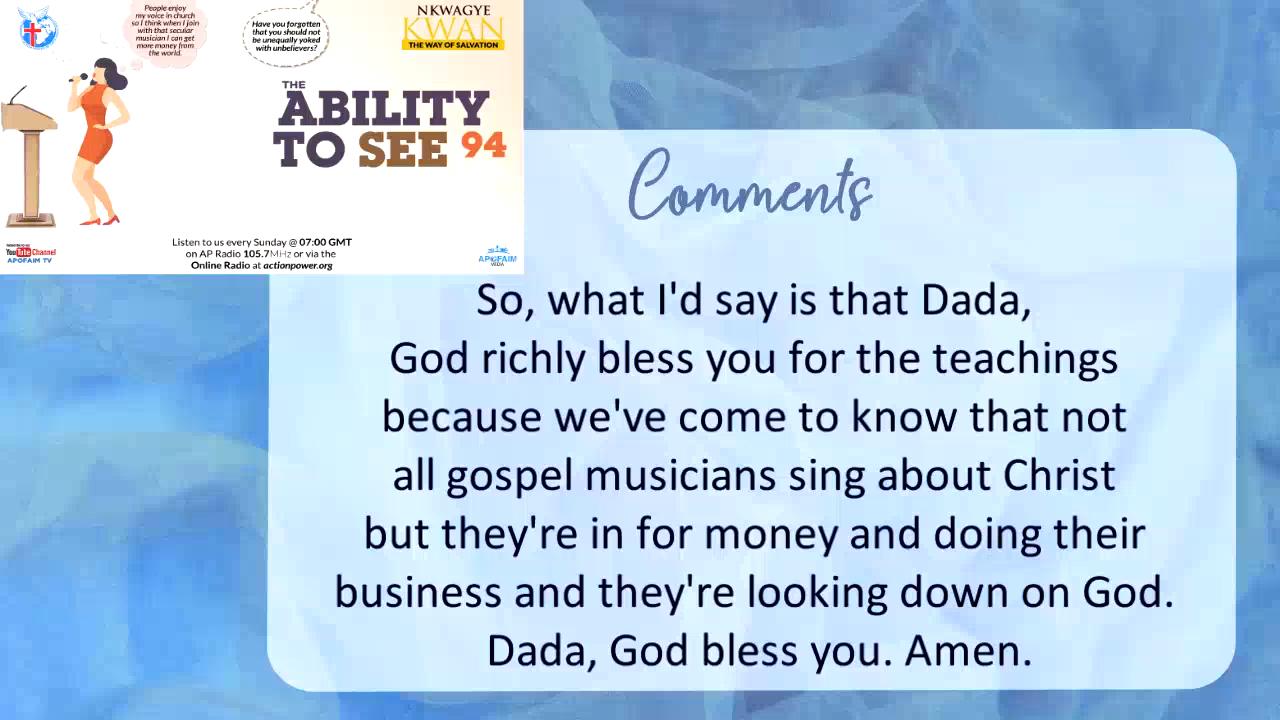 People enjoy
my voice in church
so I think when I join
with that secular
musician I can get
more money from
the world.
Have you forgotten
that you should not
be unequally yoked
with unbelievers?
NKWAGYE
KWAN
THE WAY OF SALVATION
THE
ABILITY
TO SEE 94
Listen to us every Sunday @ 07:00 GMT
on AP Radio 105.7MHz or via the
Online Radio at actionpower.org
YouTube Channel
APOFAIM TV
APOFAIM
MEDIA
Comments
So, what I'd say is that Dada,
God richly bless you for the teachings
because we've come to know that not
all gospel musicians sing about Christ
but they're in for money and doing their
business and they're looking down on God.
Dada, God bless you. Amen.